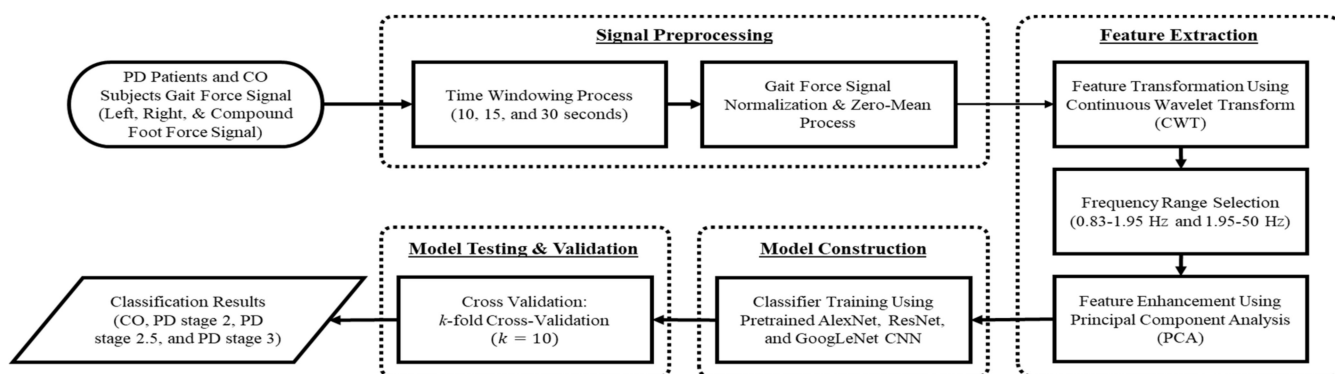 PD Patients and CO
Subjects Gait Force Signal
(Left, Right, & Compound
Foot Force Signal)
Signal Preprocessing
Time Windowing Process
(10, 15, and 30 seconds)
Gait Force Signal
Normalization & Zero-Mean
Process
Feature Extraction
Feature Transformation Using
Continuous Wavelet Transform
(CWT)
Frequency Range Selection
(0.83-1.95 Hz and 1.95-50 Hz)
Feature Enhancement Using
Principal Component Analysis
(PCA)
Model Construction
Classifier Training Using
Pretrained AlexNet, ResNet,
and GoogLeNet CNN
Model Testing & Validation
Cross Validation:
k-fold Cross-Validation
(k = 10)
Classification Results
(CO, PD stage 2, PD
stage 2.5, and PD stage 3)